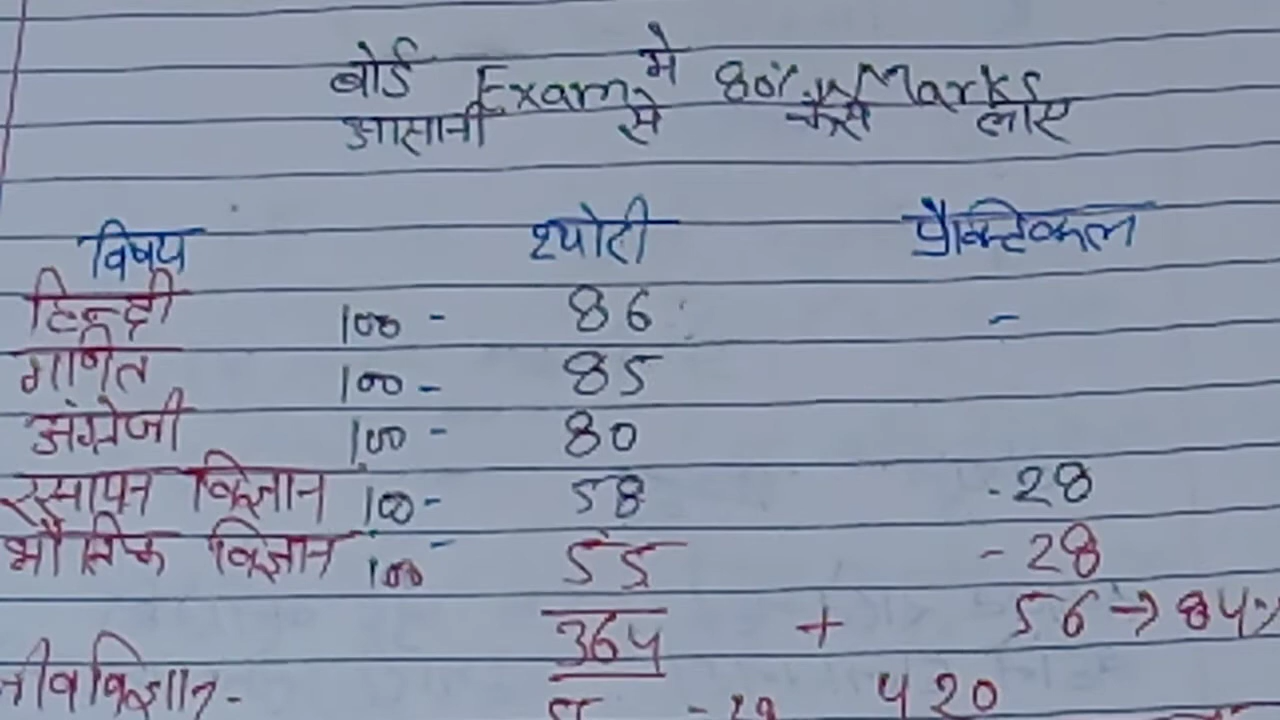 बोर्ड Exam में 80% Marks
आसानी से कैसे लाए
विषय थ्योरी प्रैक्टिकल
हिन्दी 100 - 86 -
गणित 100 - 85
अंग्रेजी 100 - 80
रसायन विज्ञान 100 - 58 - 28
भौतिक विज्ञान 100 - 55 - 28
364 + 56 → 84%
जीव विज्ञान - 420